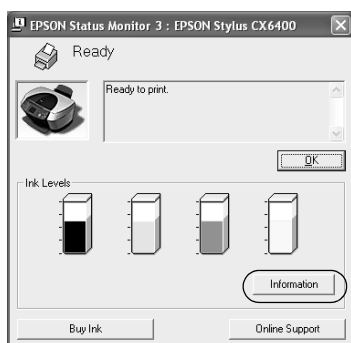 EPSON Status Monitor 3 : EPSON Stylus CX6400
Ready
Ready to print.
OK
Ink Levels
Information
Buy Ink
Online Support